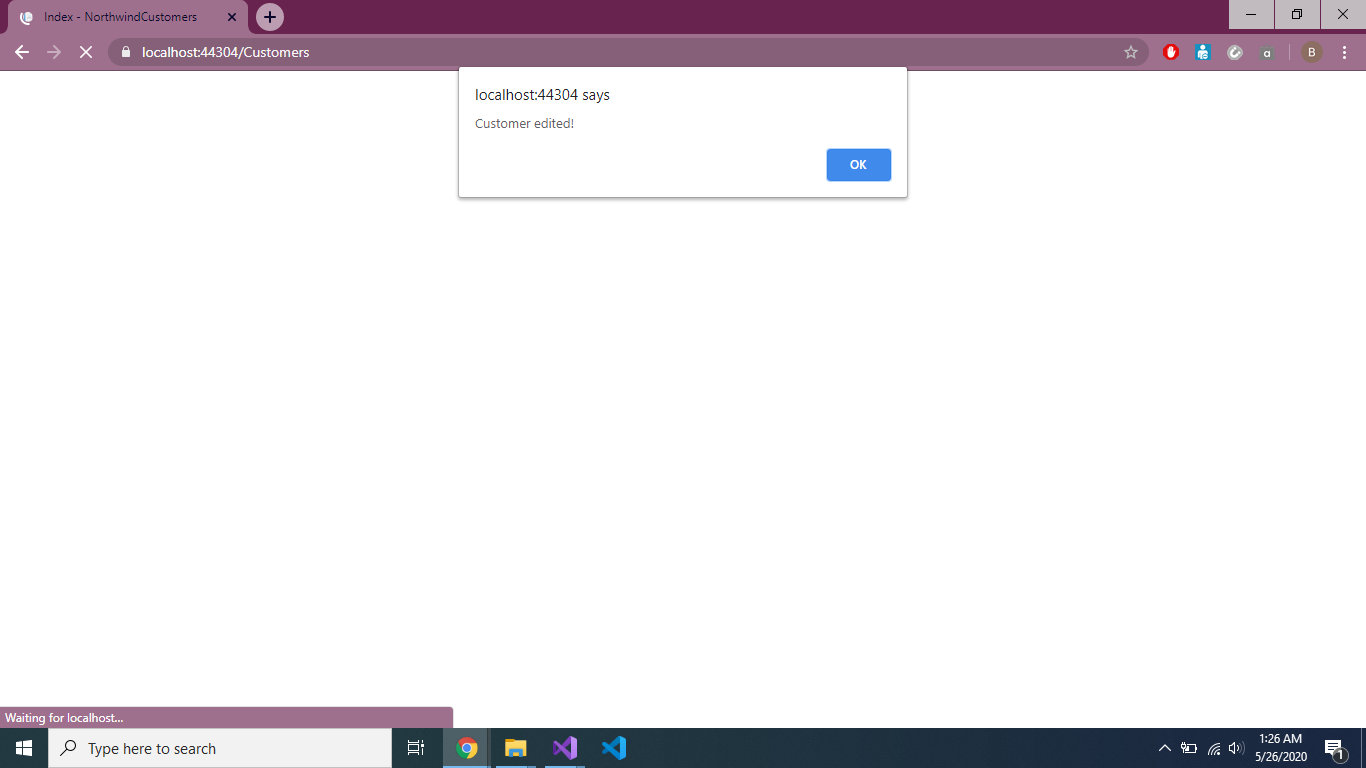 Index - NorthwindCustomers
localhost:44304/Customers
a
B
localhost:44304 says
Customer edited!
OK
Waiting for localhost...
Type here to search
1:26 AM
5/26/2020
1